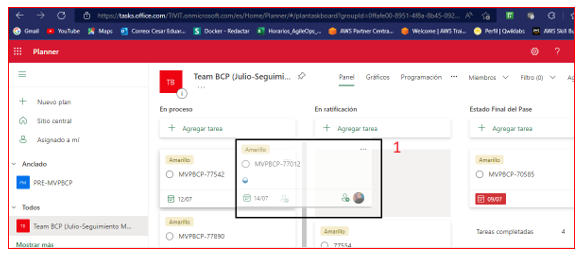 https://tasks.office.com/TIVIT.onmicrosoft.com/es/Home/Planner/#/plantaskboard?groupId=0ffafe00-8951-4f8a-8b45-092...
Gmail YouTube Maps Correo Cesar Eduar... Docker - Redactar Horarios_AgileOps_... AWS Partner Centra... Welcome | AWS Trai... Perfil | Qwiklabs AWS Skill Bu
Planner ?
TB Team BCP (Julio-Seguimi... Panel Gráficos Programación ... Miembros Filtro (0)
Nuevo plan
Sitio central
Asignado a mí
Anclado
PRE-MVPBCP
Todos
TB Team BCP (Julio-Seguimiento M...
Mostrar más
En proceso
+ Agregar tarea
Amarillo
MVPBCP-77542
12/07
Amarillo
MVPBCP-77890
En ratificación
+ Agregar tarea
Amarillo ...
MVPBCP-77012
14/07
1
Amarillo
77554
Estado Final del Pase
+ Agregar tarea
Amarillo
MVPBCP-70585
09/07
Tareas completadas 4